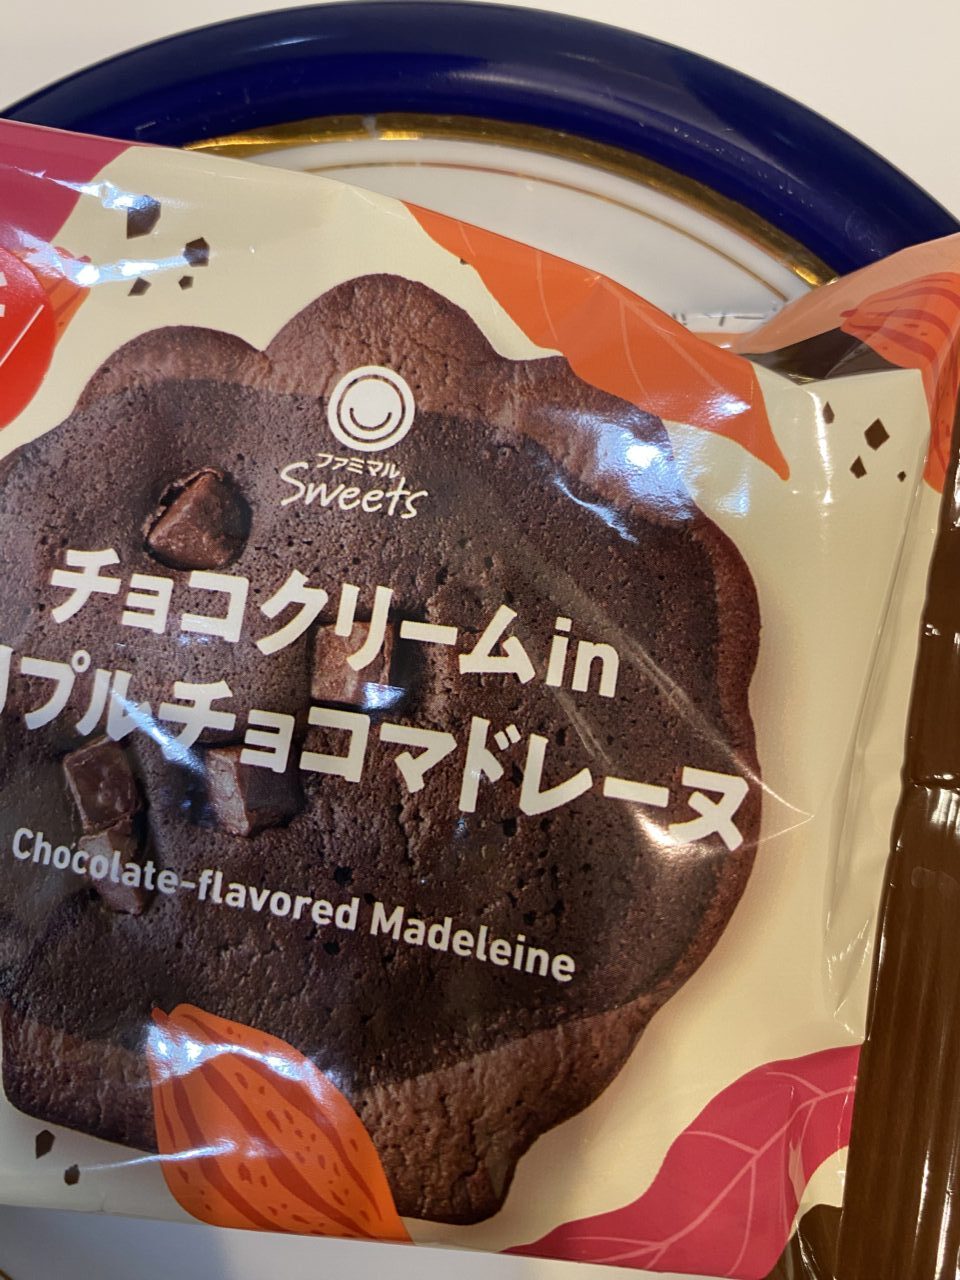 ファミマル
Sweets
チョコクリームin
リプルチョコマドレーヌ
Chocolate-flavored Madeleine